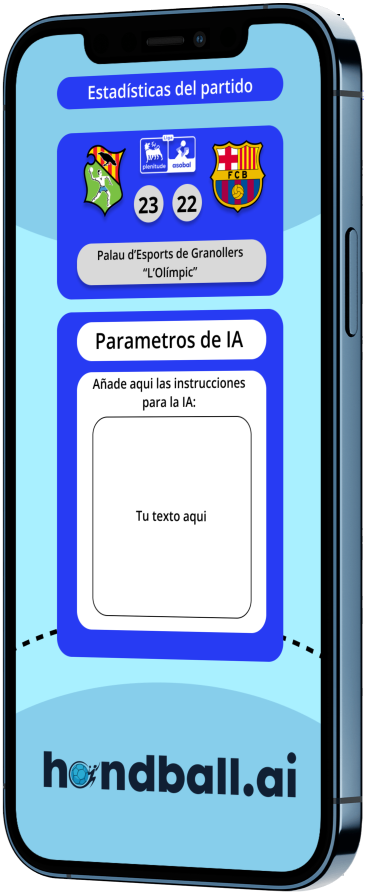 Estadísticas del partido
Liga
plenitude asobal
FCB
23 22
Palau d'Esports de Granollers
“L'Olímpic”
Parametros de IA
Añade aqui las instrucciones
para la IA:
Tu texto aqui
handball.ai